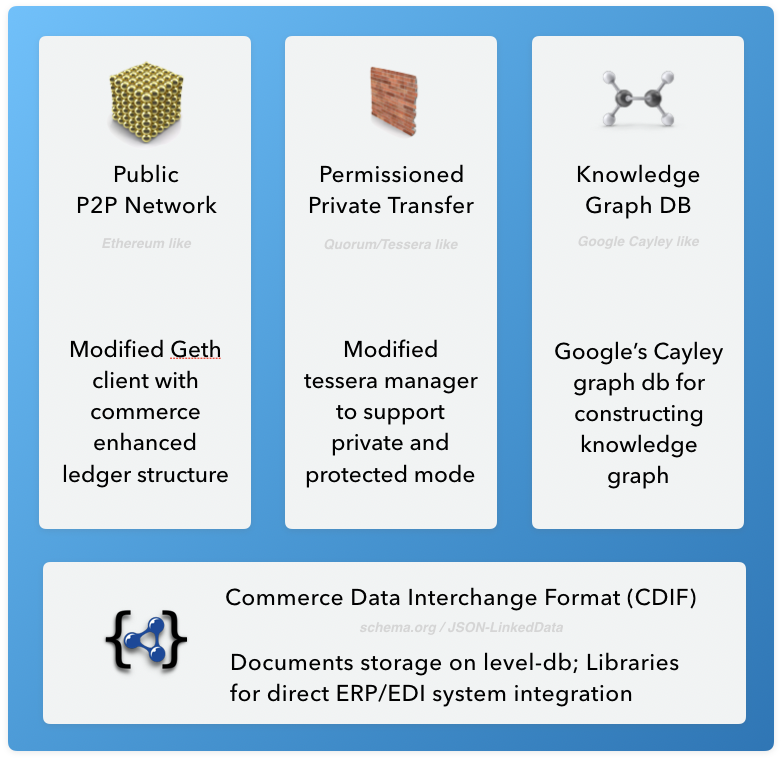 Public
P2P Network
Ethereum like
Modified Geth
client with
commerce
enhanced
ledger structure
Permissioned
Private Transfer
Quorum/Tessera like
Modified
tessera manager
to support
private and
protected mode
Knowledge
Graph DB
Google Cayley like
Google’s Cayley
graph db for
constructing
knowledge
graph
Commerce Data Interchange Format (CDIF)
schema.org / JSON-LinkedData
Documents storage on level-db; Libraries
for direct ERP/EDI system integration